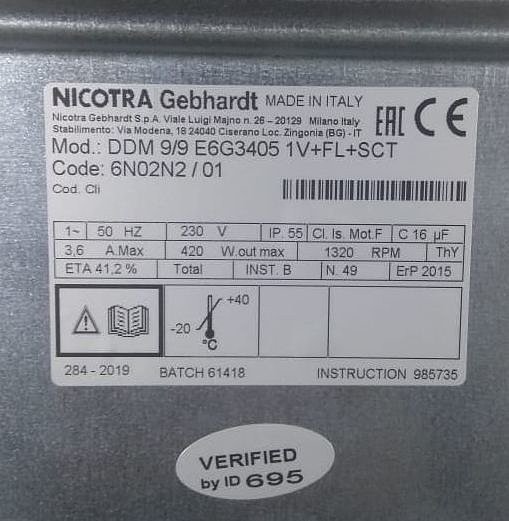 NICOTRA Gebhardt MADE IN ITALY
Nicotra Gebhardt S.p.A. Viale Luigi Majno n. 26 – 20129 Milano Italy
Stabilimento: Via Modena, 18 24040 Ciserano Loc. Zingonia (BG) - IT
EAC CE
Mod.: DDM 9/9 E6G3405 1V+FL+SCT
Code: 6N02N2 / 01
Cod. Cli
1~ 50 HZ 230 V IP. 55 Cl. Is. Mot.F C 16 µF
3,6 A.Max 420 W.out max 1320 RPM ThY
ETA 41,2 % Total INST. B N. 49 ErP 2015
-20 +40
°C
284 - 2019 BATCH 61418 INSTRUCTION 985735
VERIFIED
by ID 695